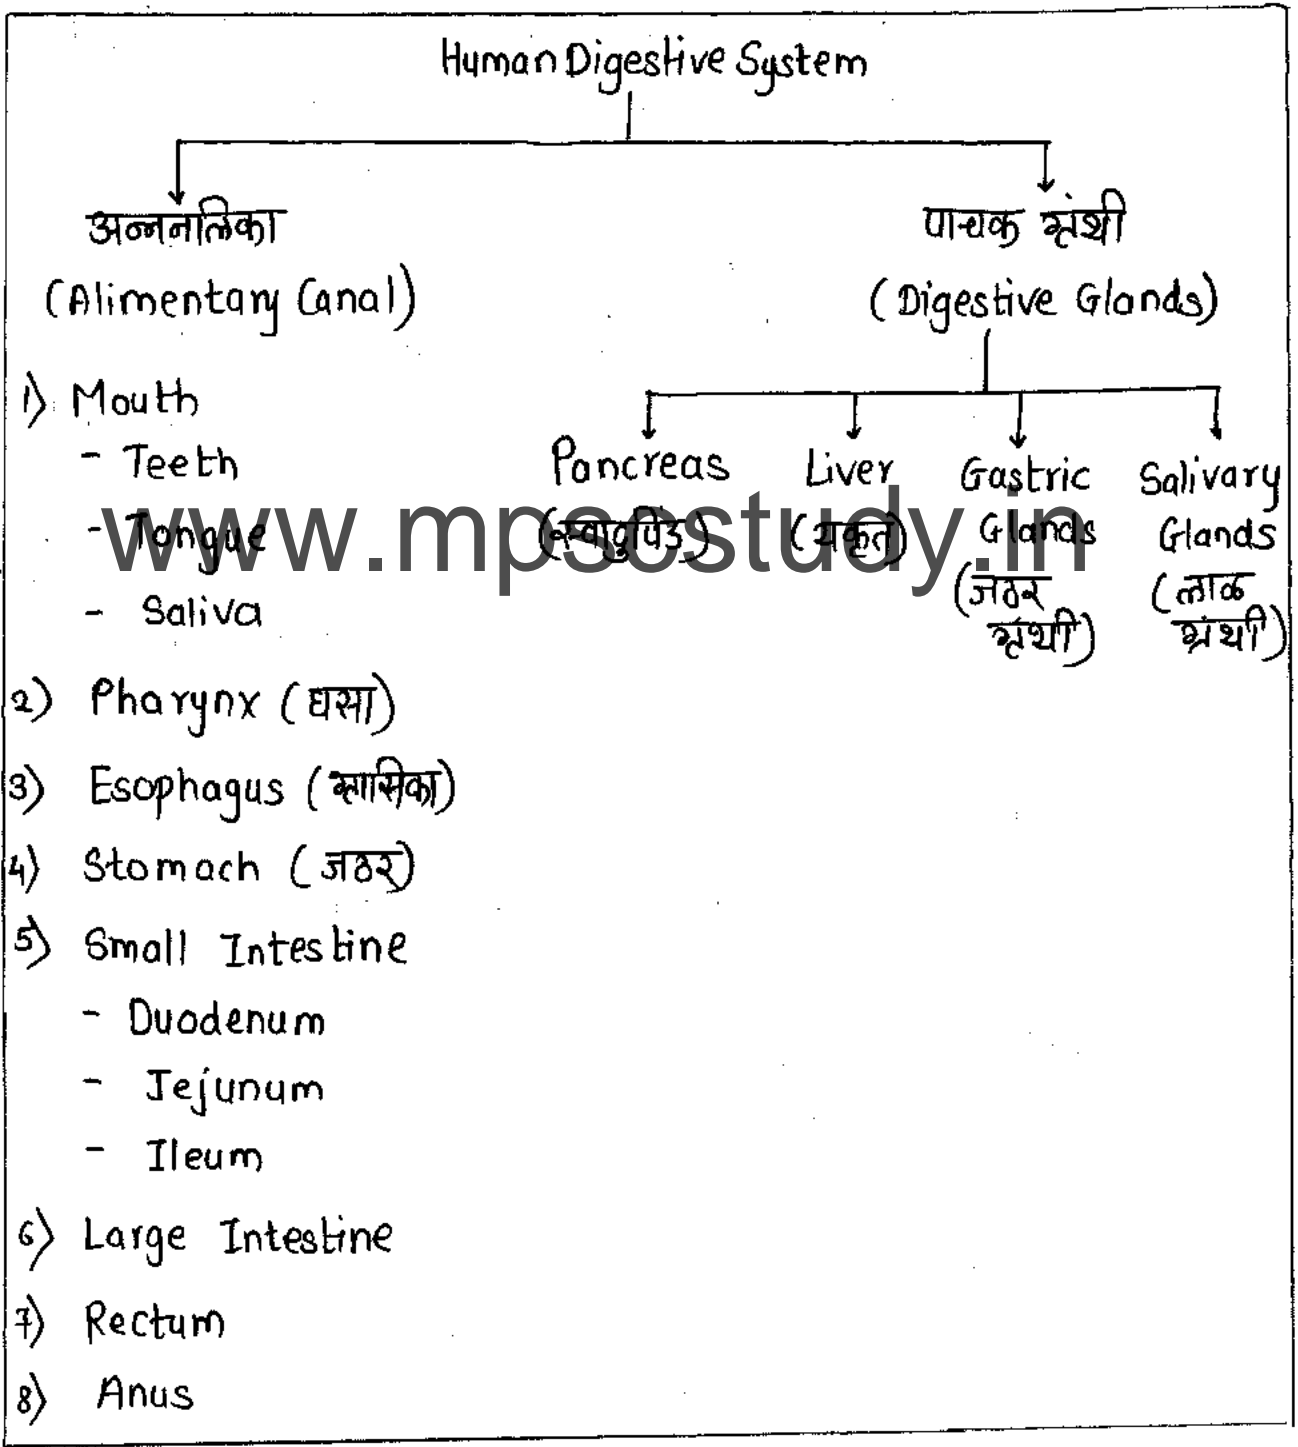 Human Digestive System
अन्ननलिका
(Alimentary Canal)
1) Mouth
- Teeth
- Tongue
- Saliva
2) Pharynx (घसा)
3) Esophagus (ग्रासिका)
4) Stomach (जठर)
5) Small Intestine
- Duodenum
- Jejunum
- Ileum
6) Large Intestine
7) Rectum
8) Anus
पाचक ग्रंथी
(Digestive Glands)
Pancreas
(स्वादुपिंड)
Liver
(यकृत)
Gastric
Glands
(जठर
ग्रंथी)
Salivary
Glands
(लाळ
ग्रंथी)
www.mpscstudy.in